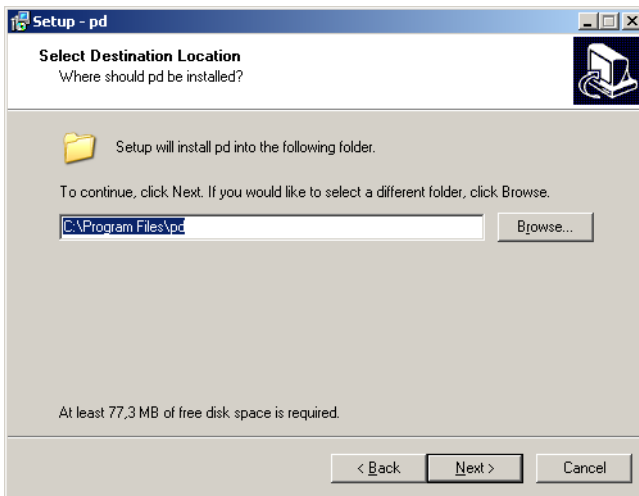 Setup - pd
Select Destination Location
Where should pd be installed?
Setup will install pd into the following folder.
To continue, click Next. If you would like to select a different folder, click Browse.
C:\Program Files\pd
Browse...
At least 77,3 MB of free disk space is required.
< Back
Next >
Cancel